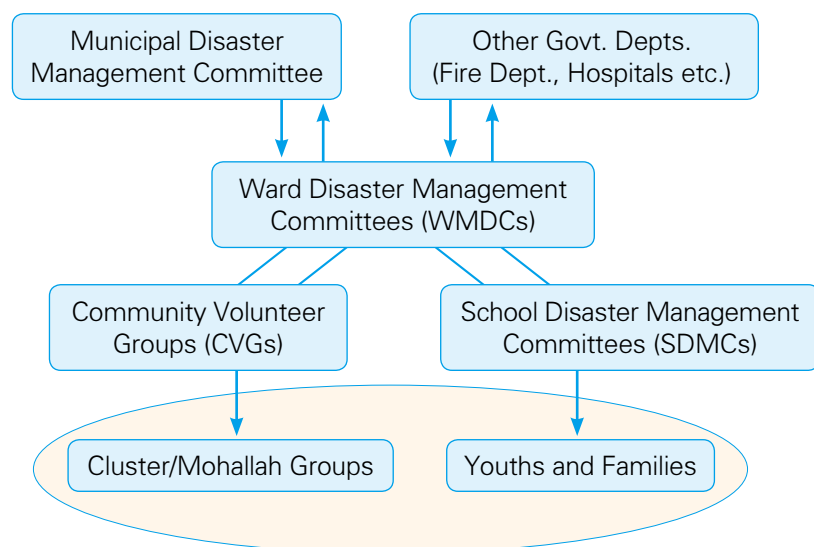 Municipal Disaster
Management Committee
Other Govt. Depts.
(Fire Dept., Hospitals etc.)
Ward Disaster Management
Committees (WMDCs)
Community Volunteer
Groups (CVGs)
School Disaster Management
Committees (SDMCs)
Cluster/Mohallah Groups
Youths and Families